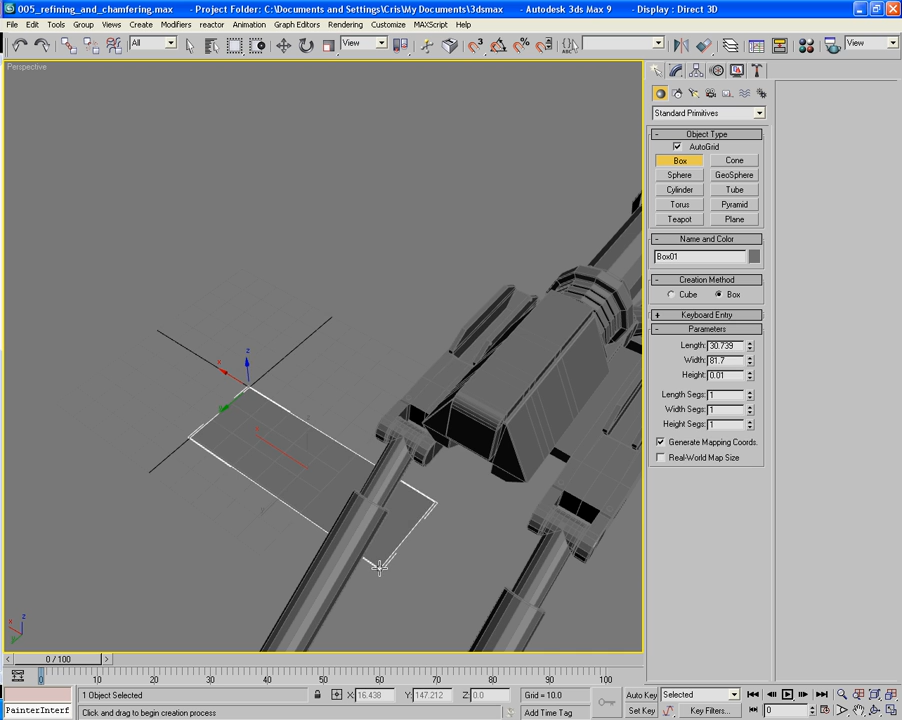 005_refining_and_chamfering.max - Project Folder: C:\Documents and Settings\Cris\My Documents\3dsmax - Autodesk 3ds Max 9 - Display : Direct 3D
File Edit Tools Group Views Create Modifiers reactor Animation Graph Editors Rendering Customize MAXScript Help
All View View
Perspective
Standard Primitives
- Object Type
AutoGrid
Box Cone
Sphere GeoSphere
Cylinder Tube
Torus Pyramid
Teapot Plane
- Name and Color
Box01
- Creation Method
Cube Box
+ Keyboard Entry
- Parameters
Length: 30.739
Width: 81.7
Height: 0.01
Length Segs: 1
Width Segs: 1
Height Segs: 1
Generate Mapping Coords.
Real-World Map Size
x z
z x y
< 0 / 100 >
0 10 20 30 40 50 60 70 80 90 100
1 Object Selected X: 16.438 Y: 147.212 Z: 0.0 Grid = 10.0 Auto Key Selected
PainterInterf Click and drag to begin creation process Add Time Tag Set Key Key Filters... 0